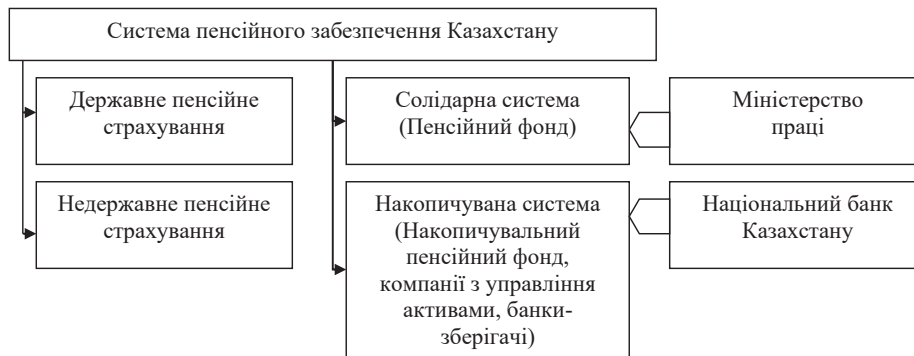 Система пенсійного забезпечення Казахстану
Державне пенсійне
страхування
Солідарна система
(Пенсійний фонд)
Міністерство
праці
Недержавне пенсійне
страхування
Накопичувана система
(Накопичувальний
пенсійний фонд,
компанії з управління
активами, банки-
зберігачі)
Національний банк
Казахстану